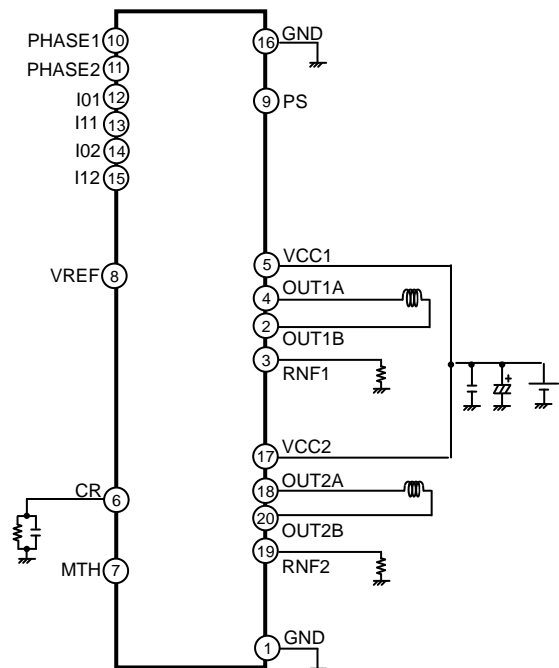 PHASE1 10
PHASE2 11
I01 12
I11 13
I02 14
I12 15
VREF 8
CR 6
MTH 7
16 GND
9 PS
5 VCC1
4 OUT1A
2 OUT1B
3 RNF1
17 VCC2
18 OUT2A
20 OUT2B
19 RNF2
1 GND
+